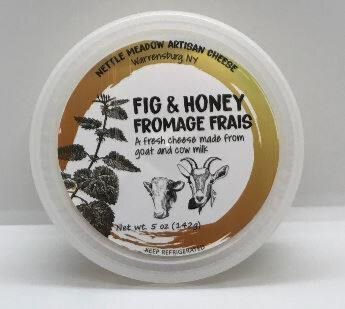 NETTLE MEADOW ARTISAN CHEESE
Warrensburg, NY
FIG & HONEY
FROMAGE FRAIS
A fresh cheese made from
goat and cow milk
Net wt. 5 oz (142g)
KEEP REFRIGERATED